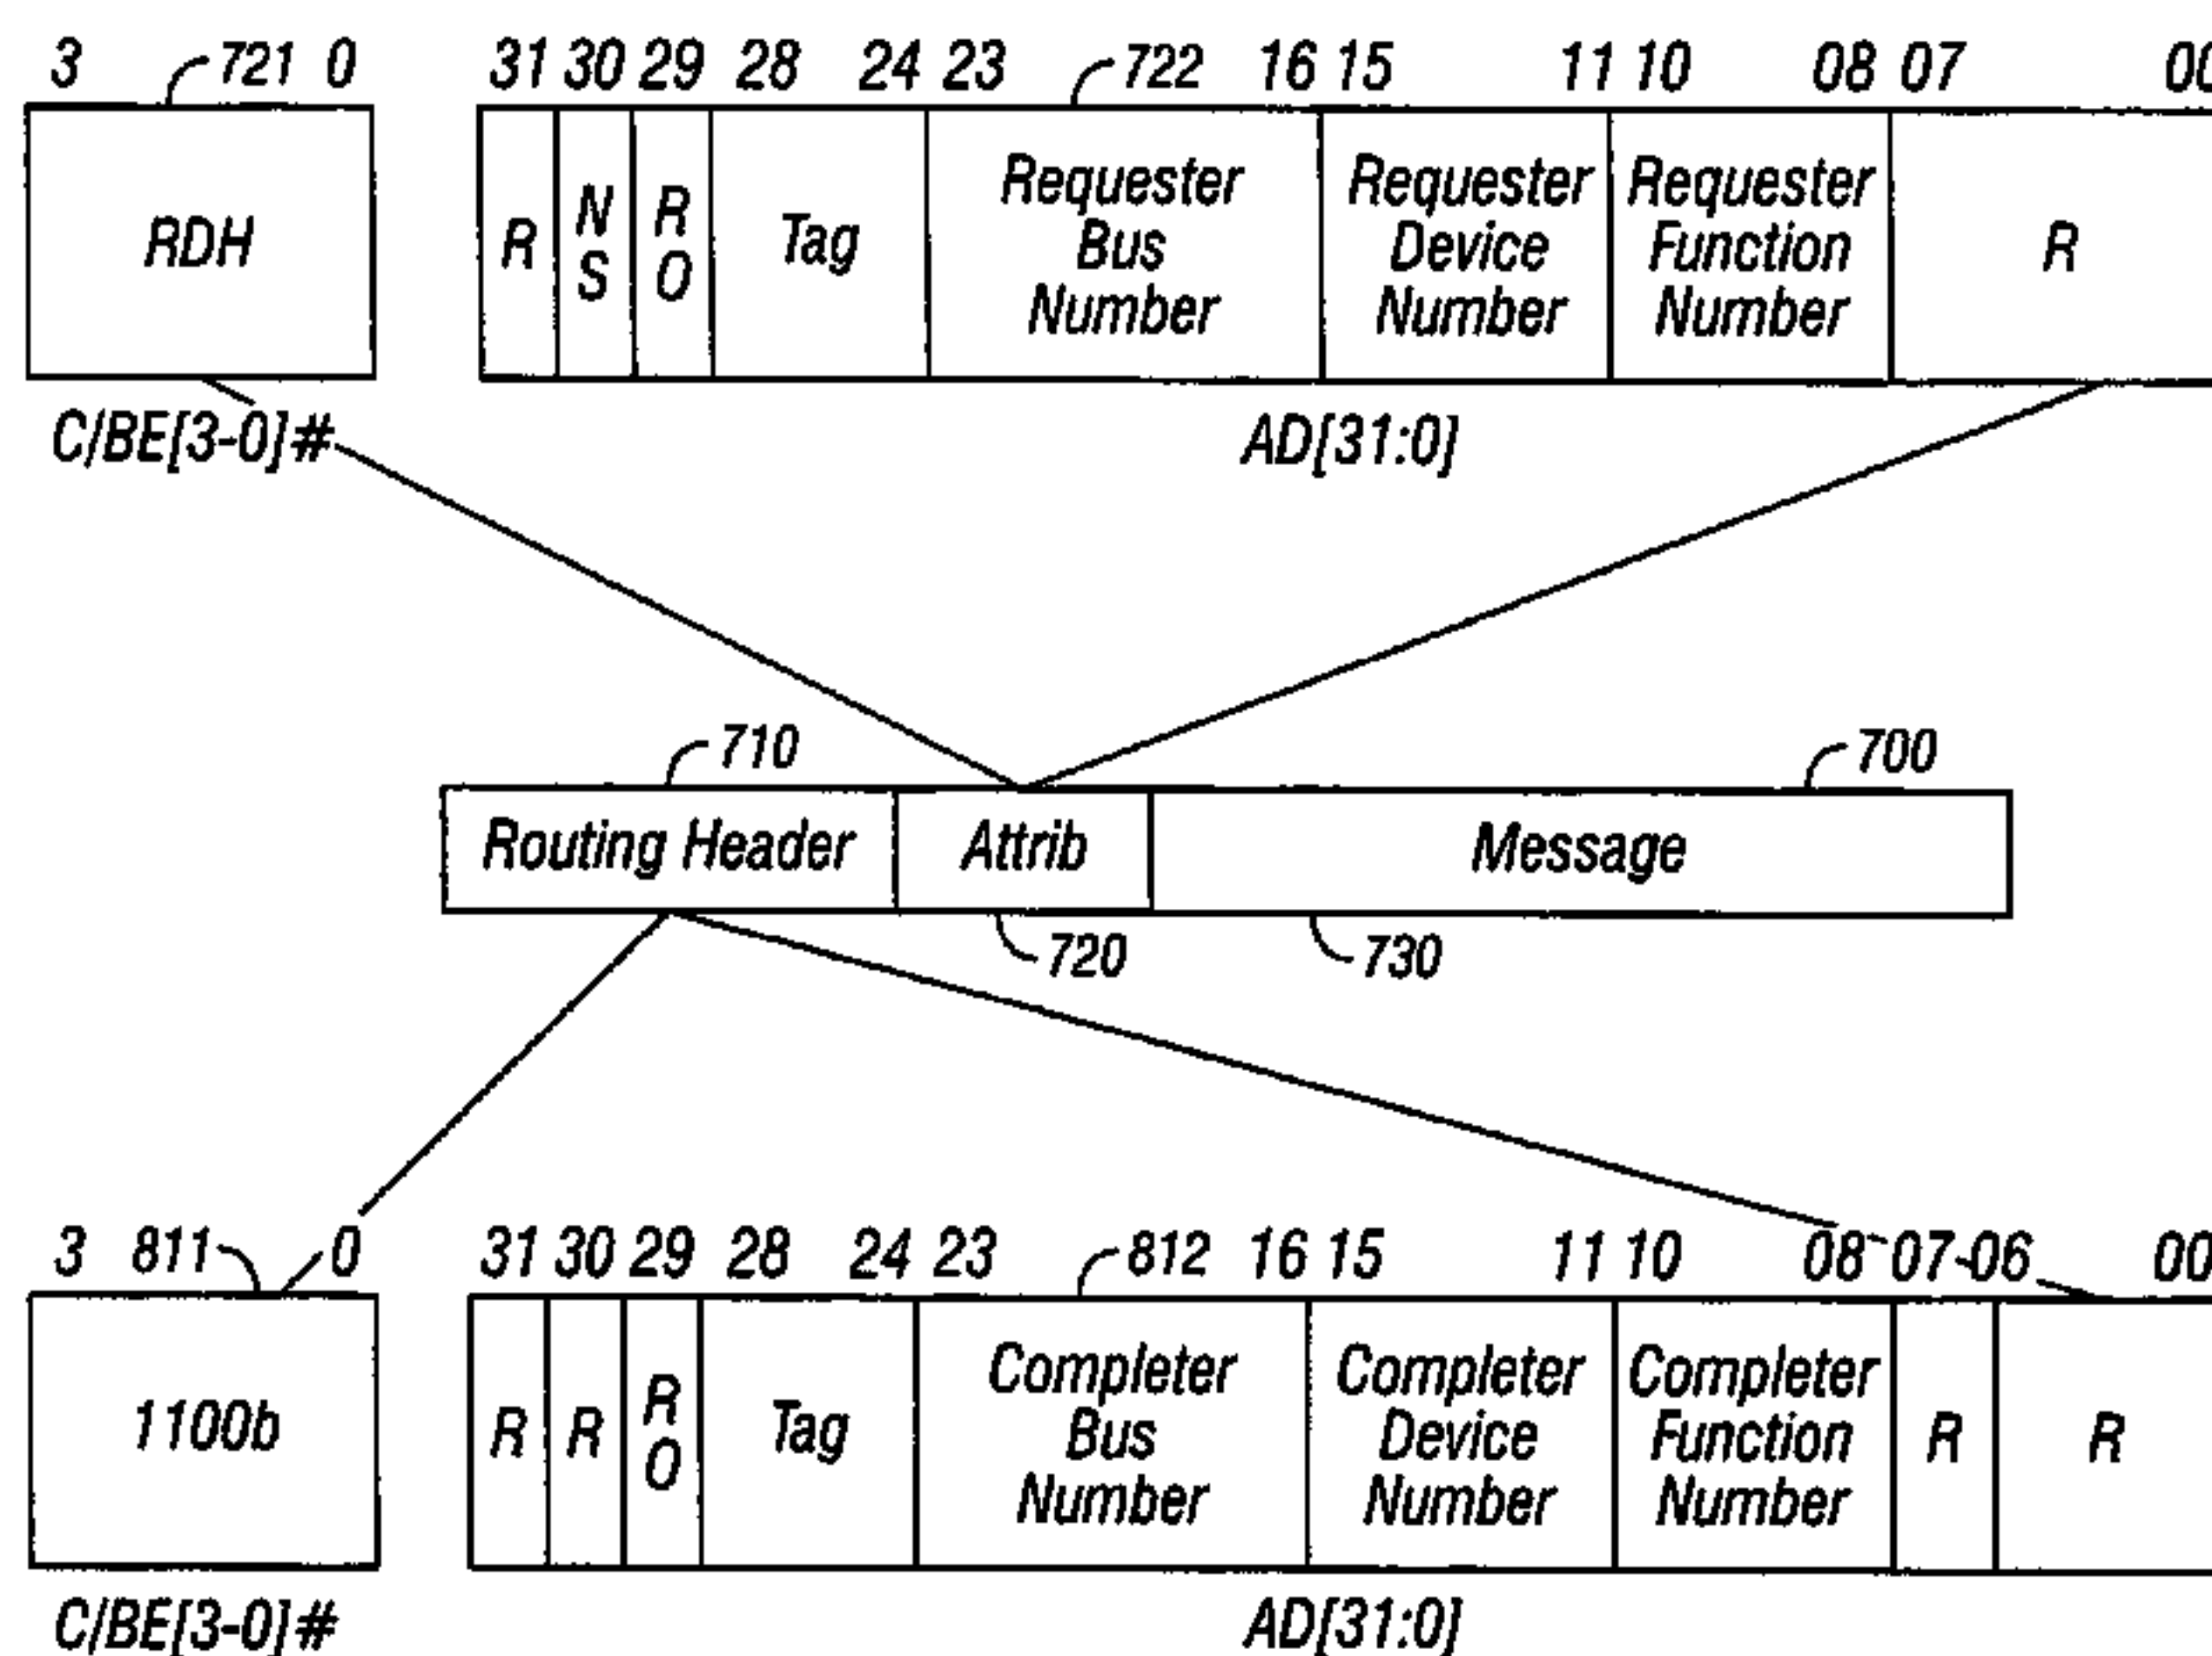 3 721 0 31 30 29 28 24 23 722 16 15 11 10 08 07 00
RDH
R
N
S
R
O
Tag
Requester
Bus
Number
Requester
Device
Number
Requester
Function
Number
R
C/BE[3-0]#
AD[31:0]
710
700
Routing Header
Attrib
Message
720
730
3 811 0 31 30 29 28 24 23 812 16 15 11 10 08 07-06 00
1100b
R
R
R
O
Tag
Completer
Bus
Number
Completer
Device
Number
Completer
Function
Number
R
R
C/BE[3-0]#
AD[31:0]